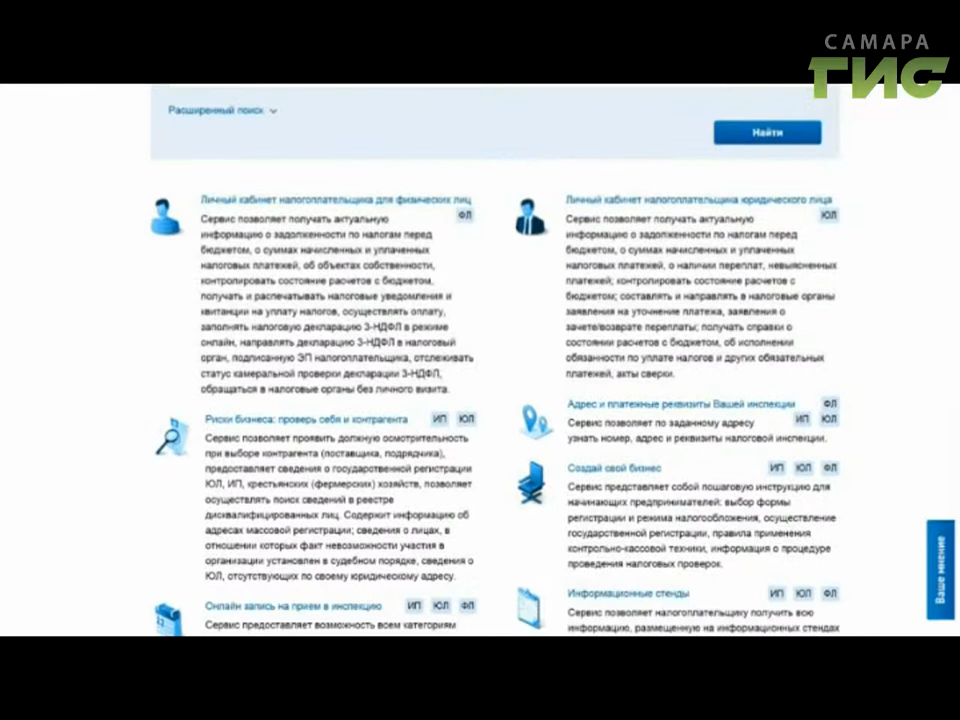 САМАРА
ГИС
Расширенный поиск
Найти
Личный кабинет налогоплательщика для физических лиц
ФЛ
Сервис позволяет получать актуальную
информацию о задолженности по налогам перед
бюджетом, о суммах начисленных и уплаченных
налоговых платежей, об объектах собственности,
контролировать состояние расчетов с бюджетом,
получать и распечатывать налоговые уведомления и
квитанции на уплату налогов, осуществлять оплату,
заполнять налоговую декларацию 3-НДФЛ в режиме
онлайн, направлять декларацию 3-НДФЛ в налоговый
орган, подписанную ЭП налогоплательщика, отслеживать
статус камеральной проверки декларации 3-НДФЛ,
обращаться в налоговые органы без личного визита.
Риски бизнеса: проверь себя и контрагента ИП ЮЛ
Сервис позволяет проявить должную осмотрительность
при выборе контрагента (поставщика, подрядчика),
предоставляет сведения о государственной регистрации
ЮЛ, ИП, крестьянских (фермерских) хозяйств, позволяет
осуществлять поиск сведений в реестре
дисквалифицированных лиц. Содержит информацию об
адресах массовой регистрации; сведения о лицах, в
отношении которых факт невозможности участия в
организации установлен в судебном порядке, сведения о
ЮЛ, отсутствующих по своему юридическому адресу.
Онлайн запись на прием в инспекцию ИП ЮЛ ФЛ
Сервис предоставляет возможность всем категориям
Личный кабинет налогоплательщика юридического лица
ЮЛ
Сервис позволяет получать актуальную
информацию о задолженности по налогам перед
бюджетом, о суммах начисленных и уплаченных
налоговых платежей, о наличии переплат, невыясненных
платежей; контролировать состояние расчетов с
бюджетом; составлять и направлять в налоговые органы
заявления на уточнение платежа, заявления о
зачете/возврате переплаты; получать справки о
состоянии расчетов с бюджетом, об исполнении
обязанности по уплате налогов и других обязательных
платежей, акты сверки.
Адрес и платежные реквизиты Вашей инспекции ФЛ
ИП ЮЛ
Сервис позволяет по заданному адресу
узнать номер, адрес и реквизиты налоговой инспекции.
Создай свой бизнес ИП ЮЛ ФЛ
Сервис представляет собой пошаговую инструкцию для
начинающих предпринимателей: выбор формы
регистрации и режима налогообложения, осуществление
государственной регистрации, правила применения
контрольно-кассовой техники, информация о процедуре
проведения налоговых проверок.
Информационные стенды ИП ЮЛ ФЛ
Сервис позволяет налогоплательщику получить всю
информацию, размещенную на информационных стендах
Ваше мнение